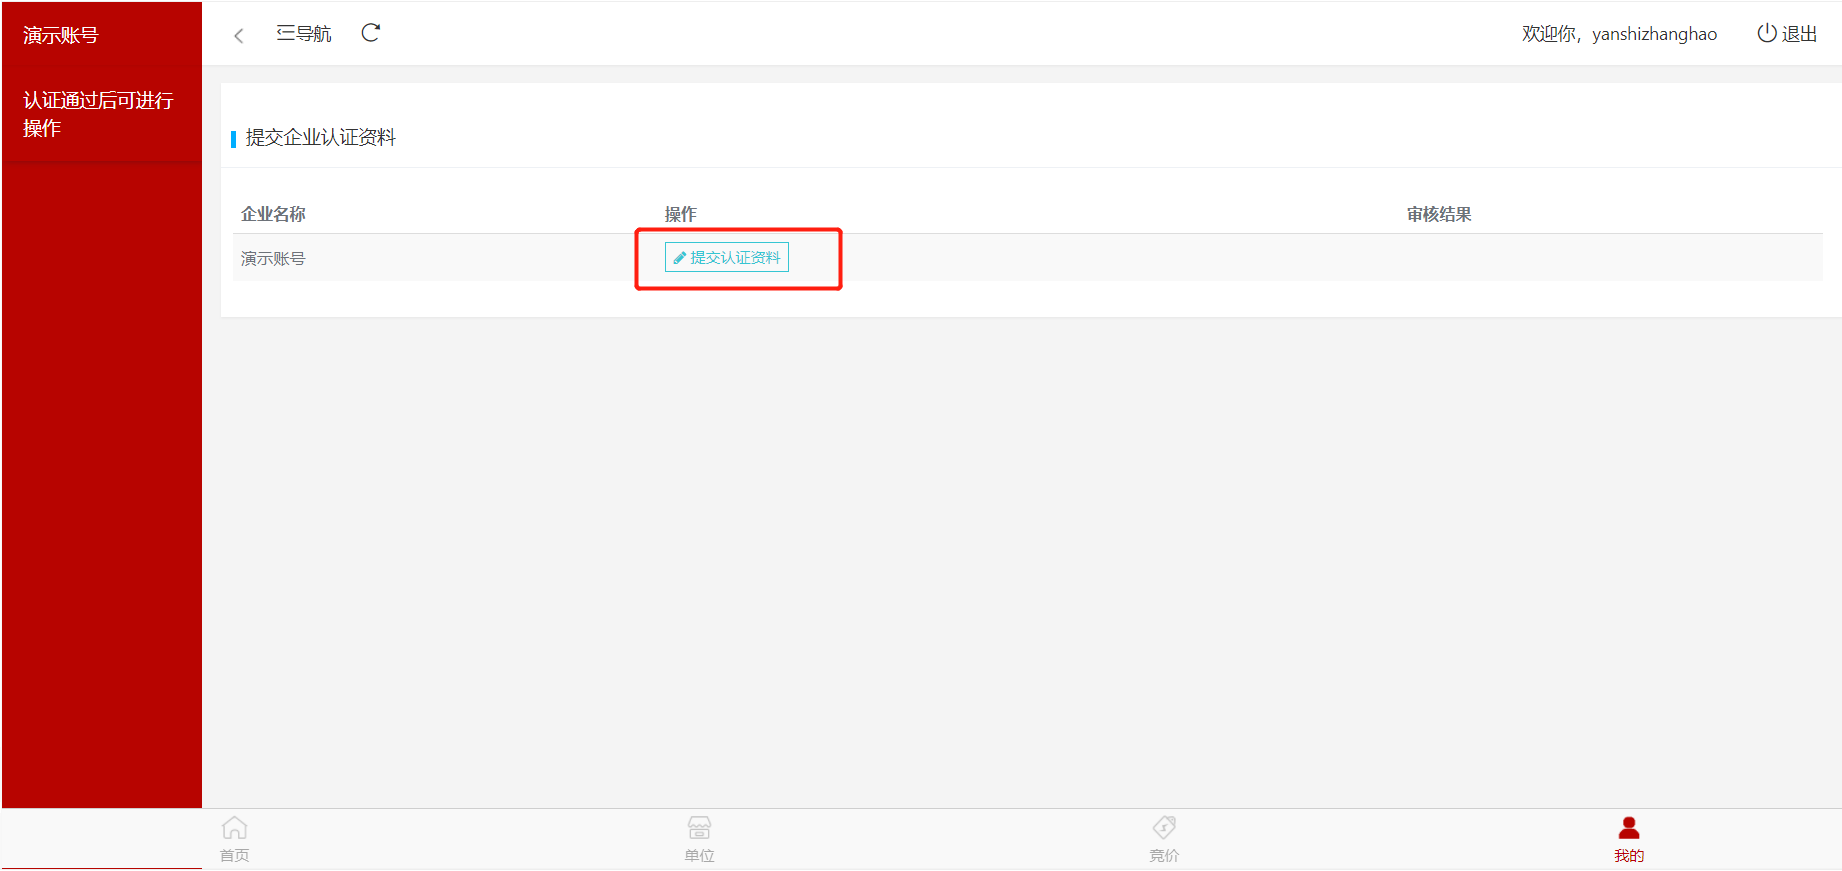 演示账号
导航
欢迎你，yanshizhanghao
退出
认证通过后可进行
操作
提交企业认证资料
企业名称 操作 审核结果
演示账号 提交认证资料
首页 单位 竞价 我的